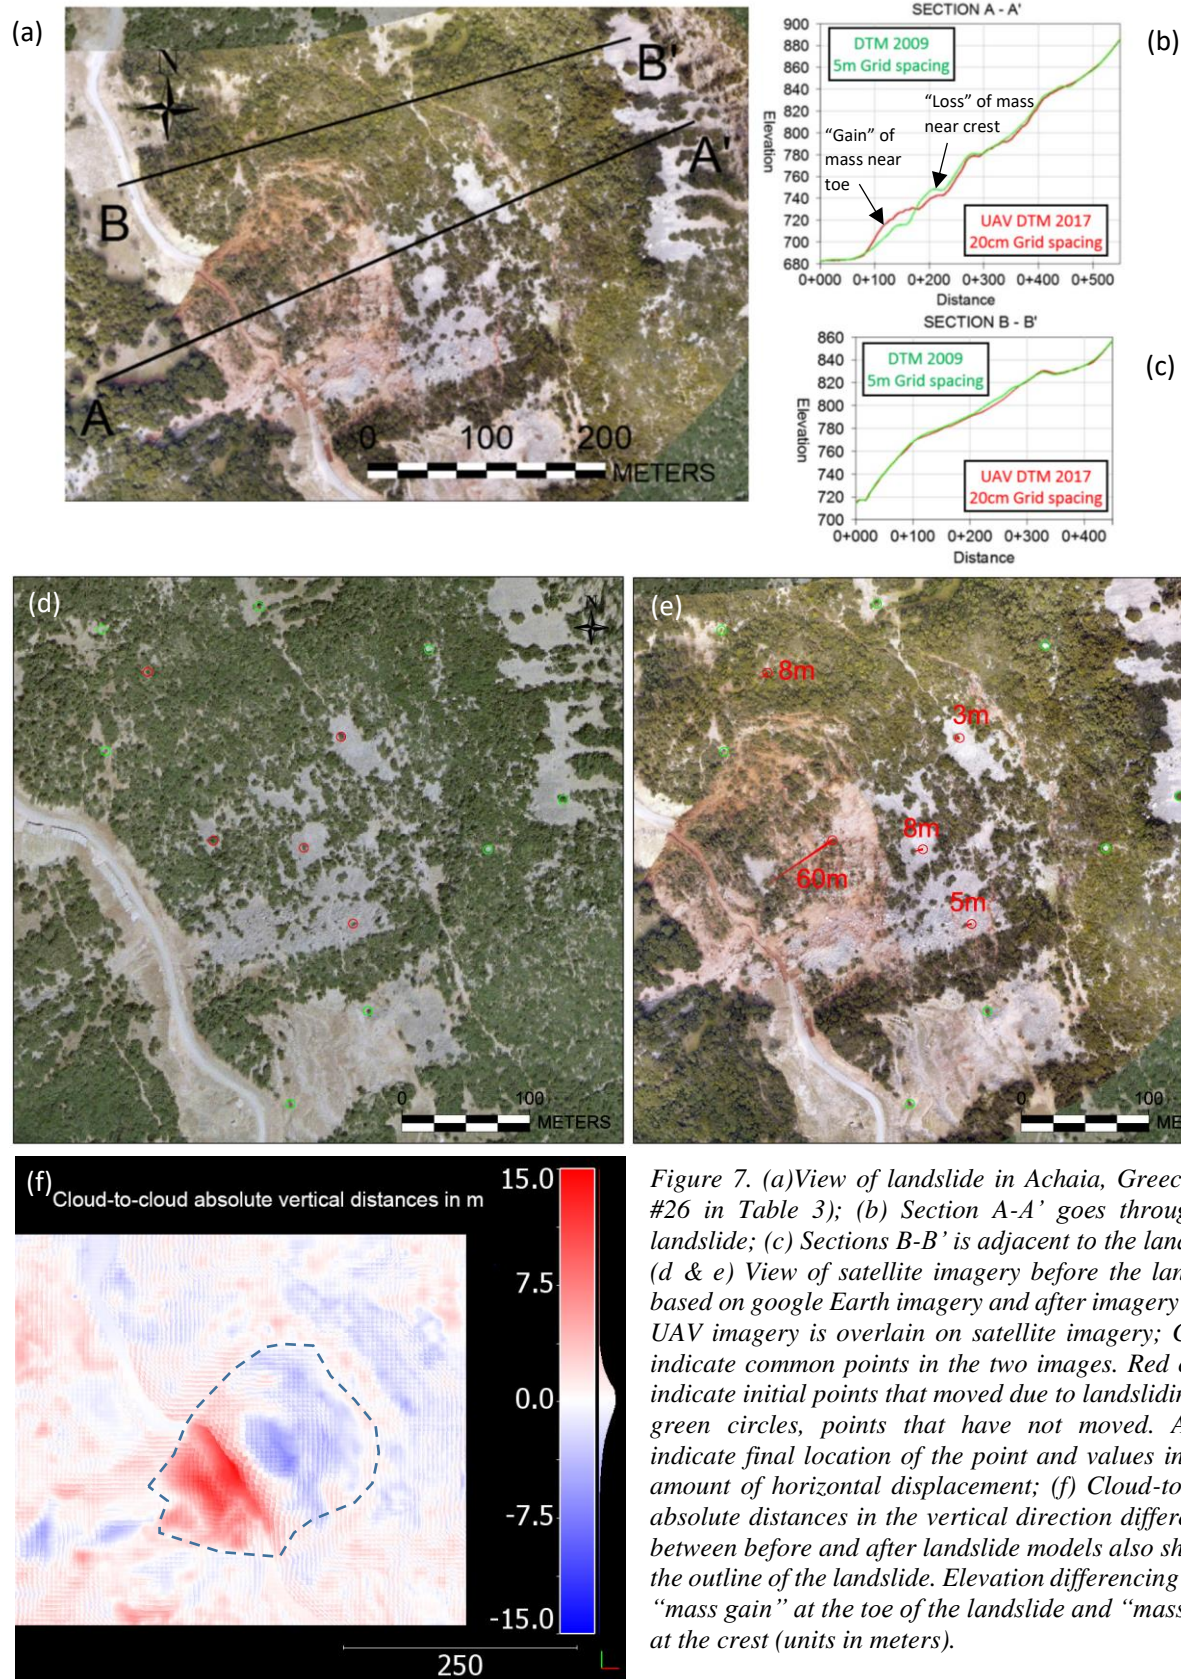 (a)
N
B'
A'
B
A
0 100 200
METERS
SECTION A - A'
(b)
900
880
860
840
820
800
780
760
740
720
700
680
Elevation
DTM 2009
5m Grid spacing
"Loss" of mass
near crest
"Gain" of
mass near
toe
UAV DTM 2017
20cm Grid spacing
0+000 0+100 0+200 0+300 0+400 0+500
Distance
SECTION B - B'
(c)
860
840
820
800
780
760
740
720
700
Elevation
DTM 2009
5m Grid spacing
UAV DTM 2017
20cm Grid spacing
0+000 0+100 0+200 0+300 0+400
Distance
(d)
N
0 100
METERS
(e)
8m
3m
8m
60m
5m
0 100
METERS
(f)
Cloud-to-cloud absolute vertical distances in m
15.0
7.5
0.0
-7.5
-15.0
250
Figure 7. (a)View of landslide in Achaia, Greec
#26 in Table 3); (b) Section A-A' goes throug
landslide; (c) Sections B-B' is adjacent to the land
(d & e) View of satellite imagery before the lan
based on google Earth imagery and after imagery
UAV imagery is overlain on satellite imagery; C
indicate common points in the two images. Red
indicate initial points that moved due to landslidin
green circles, points that have not moved. A
indicate final location of the point and values in
amount of horizontal displacement; (f) Cloud-to
absolute distances in the vertical direction differe
between before and after landslide models also sh
the outline of the landslide. Elevation differencing
"mass gain" at the toe of the landslide and "mass
at the crest (units in meters).